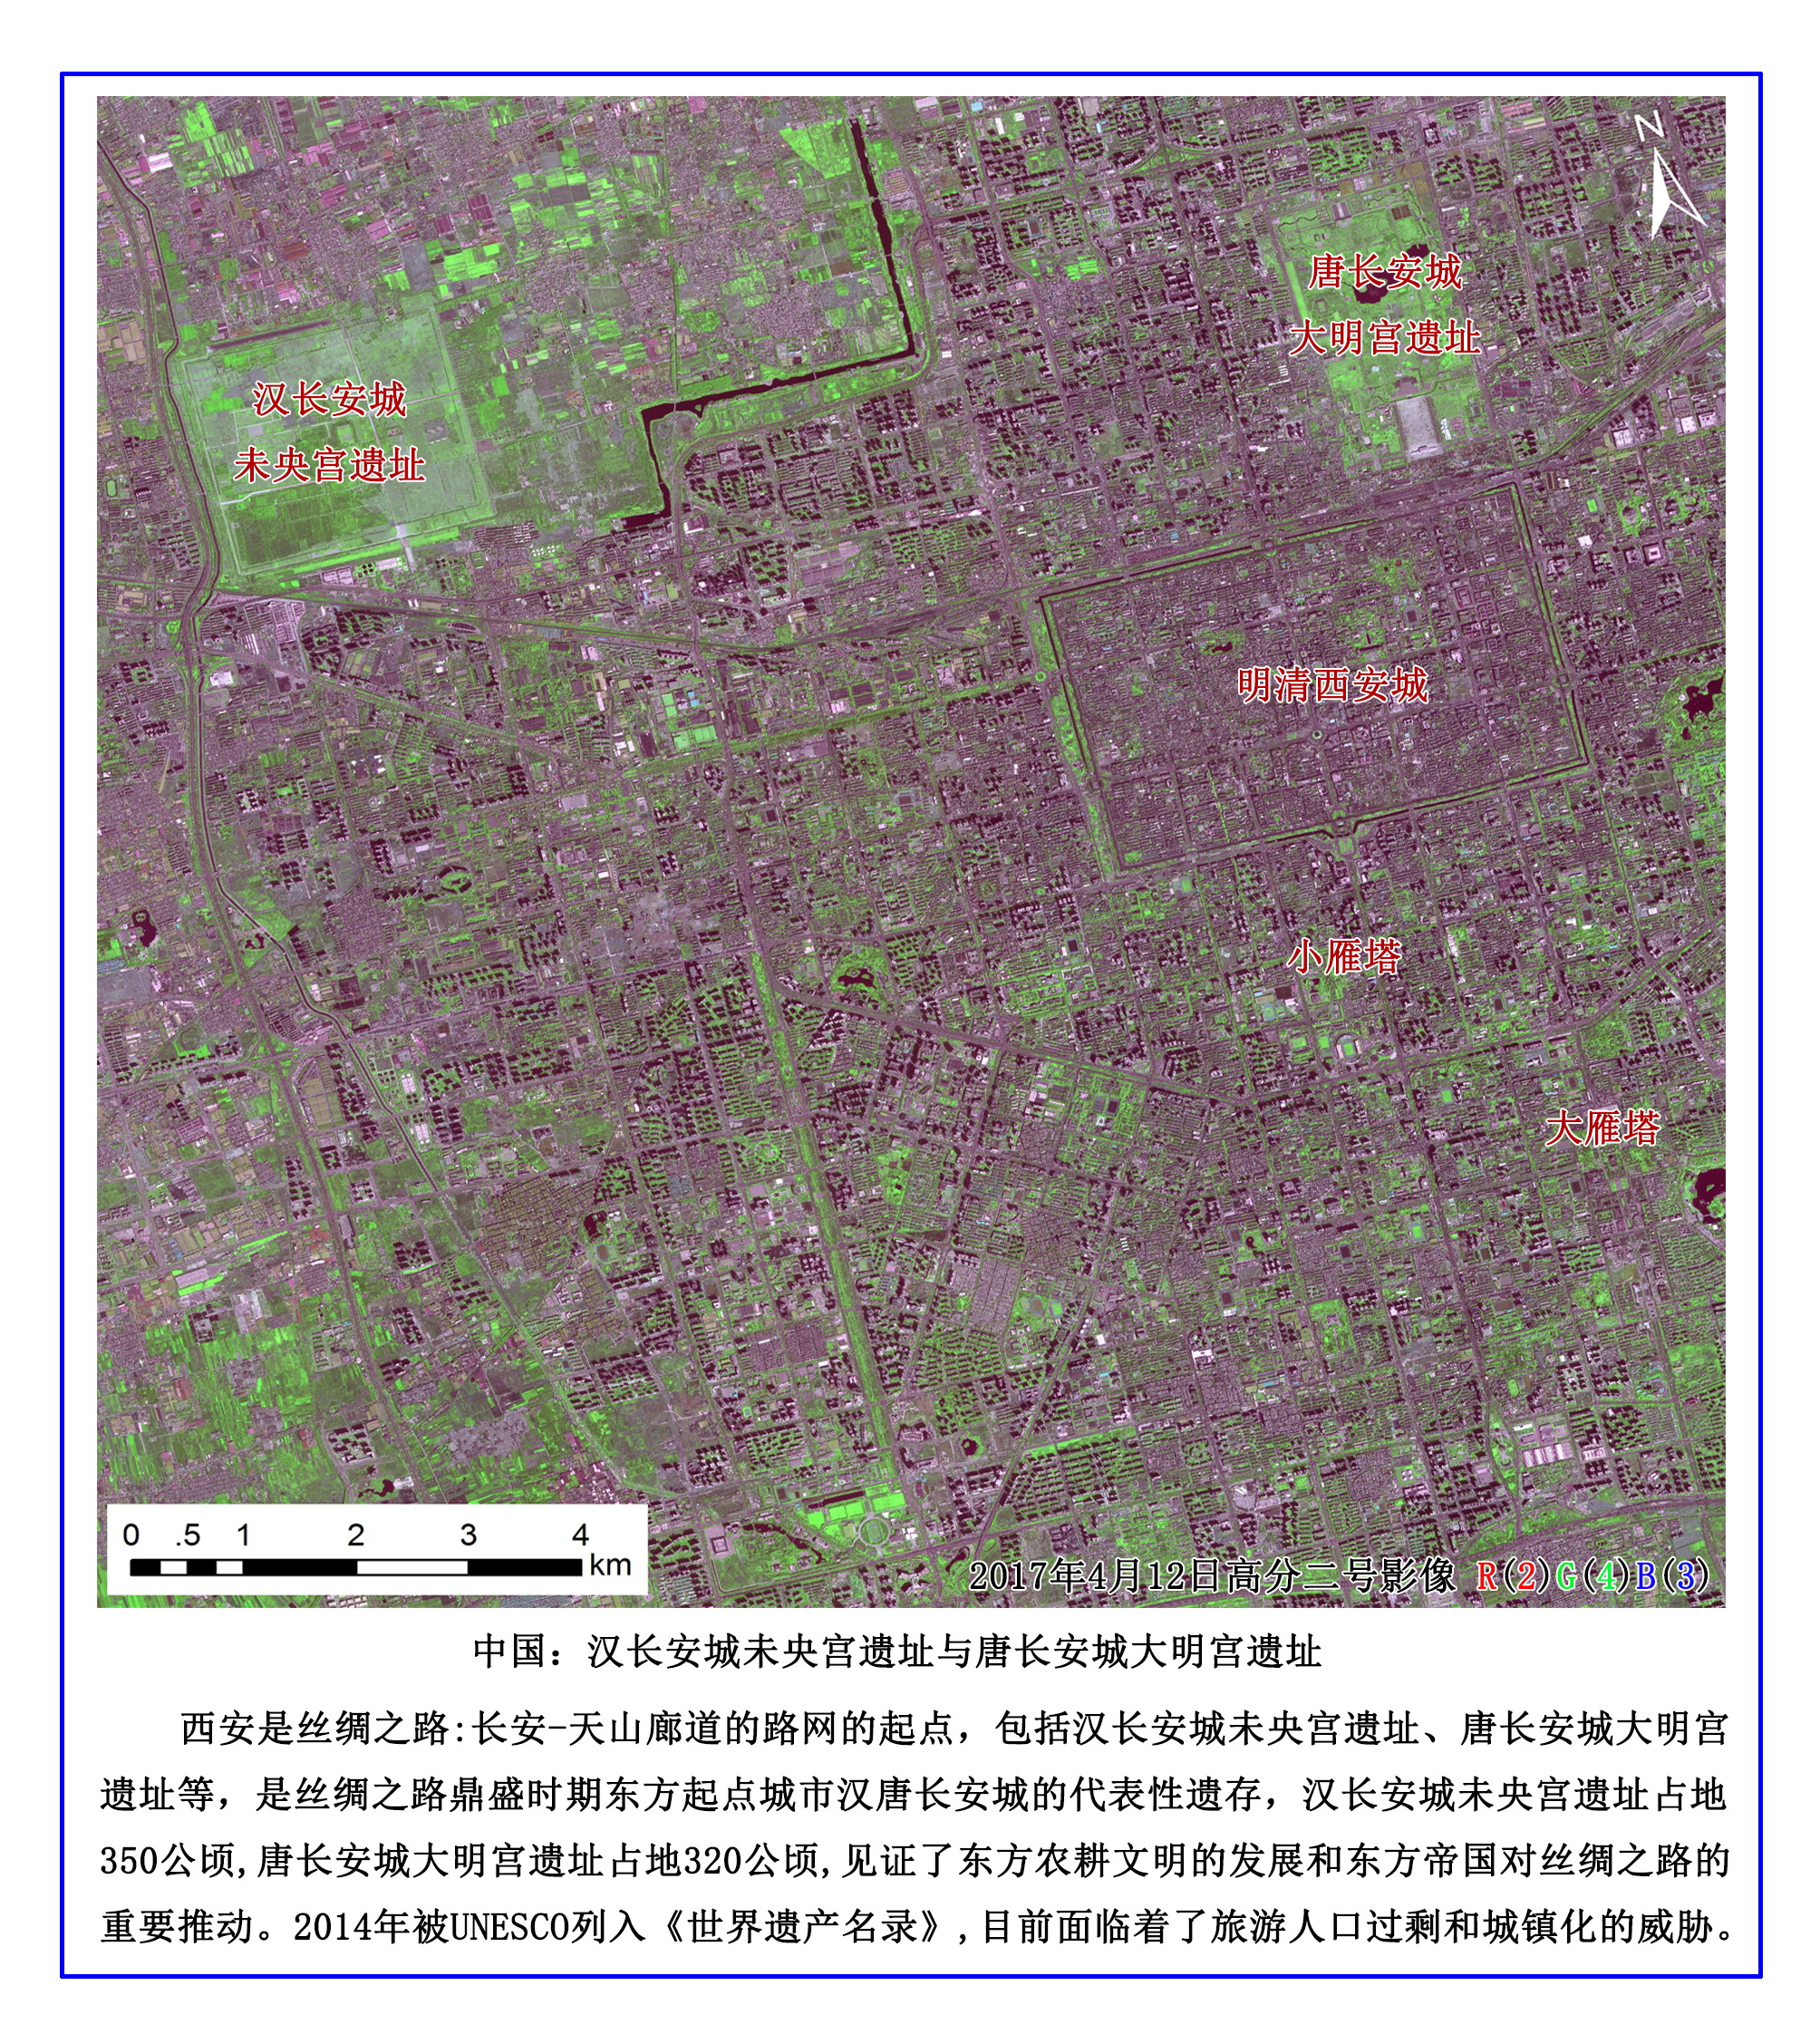 N
唐长安城
大明宫遗址
汉长安城
未央宫遗址
明清西安城
小雁塔
大雁塔
0 .5 1 2 3 4
km
2017年4月12日高分二号影像 R(2)G(4)B(3)
中国：汉长安城未央宫遗址与唐长安城大明宫遗址
西安是丝绸之路:长安-天山廊道的路网的起点，包括汉长安城未央宫遗址、唐长安城大明宫
遗址等，是丝绸之路鼎盛时期东方起点城市汉唐长安城的代表性遗存，汉长安城未央宫遗址占地
350公顷,唐长安城大明宫遗址占地320公顷,见证了东方农耕文明的发展和东方帝国对丝绸之路的
重要推动。2014年被UNESCO列入《世界遗产名录》,目前面临着了旅游人口过剩和城镇化的威胁。